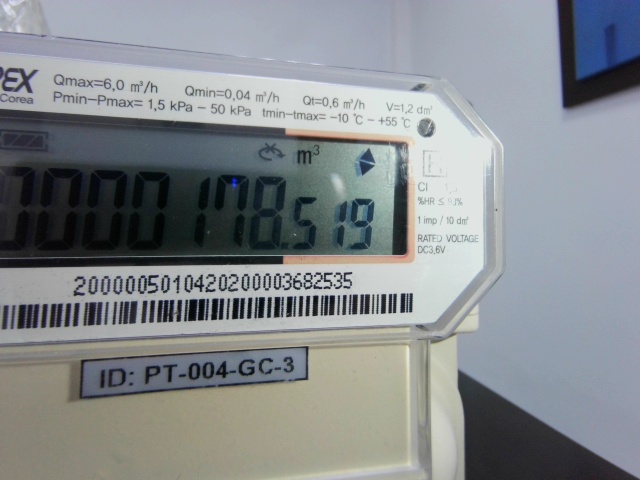 PEX
Corea
Qmax=6,0 m³/h Qmin=0,04 m³/h Qt=0,6 m³/h V=1,2 dm³
Pmin-Pmax= 1,5 kPa - 50 kPa tmin-tmax= -10 °C - +55 °C
m³
0000178.519
Cl
%HR ≤
1 imp / 10 dm³
RATED VOLTAGE
DC3,6V
20000050104202000003682535
ID: PT-004-GC-3